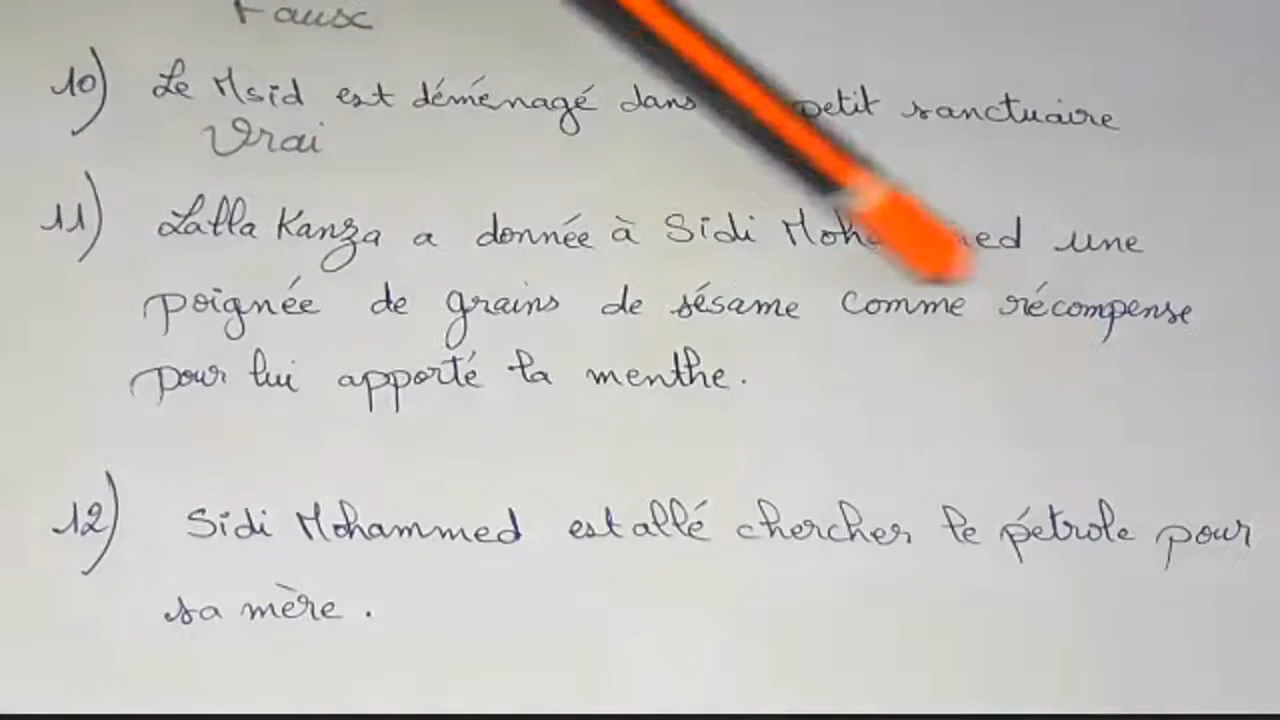 Faux
10) Le Msid est déménagé dans petit sanctuaire
Vrai
11) Lalla Kanza a donnée à Sidi une
poignée de grains de sésame comme récompense
pour lui apporté la menthe.
12) Sidi Mohammed est allé chercher le pétrole pour
sa mère.